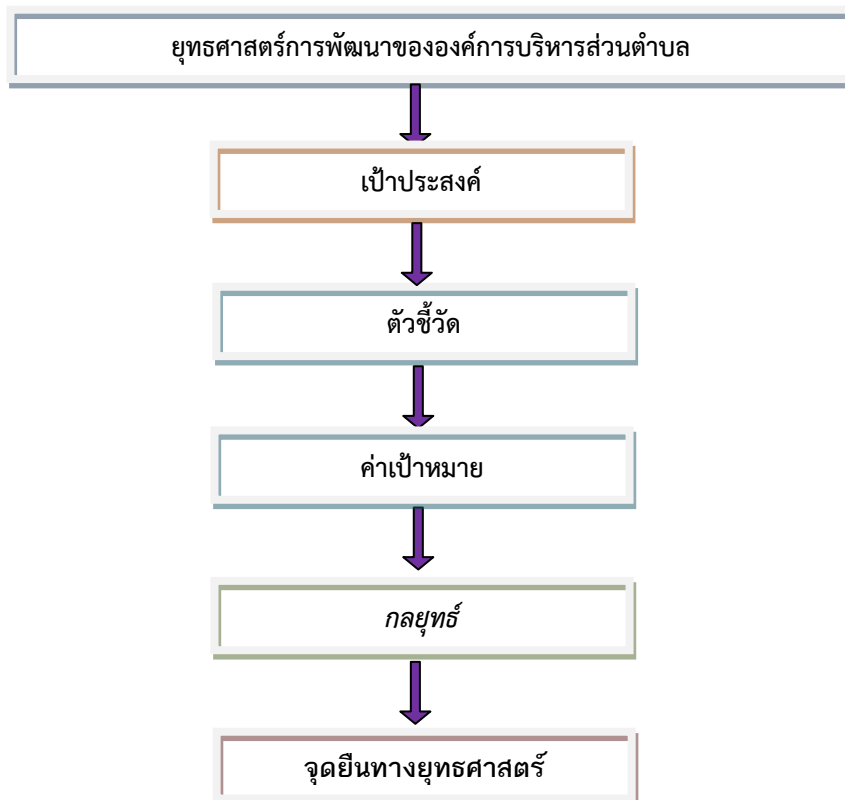 ยุทธศาสตร์การพัฒนาขององค์การบริหารส่วนตำบล
เป้าประสงค์
ตัวชี้วัด
ค่าเป้าหมาย
กลยุทธ์
จุดยืนทางยุทธศาสตร์